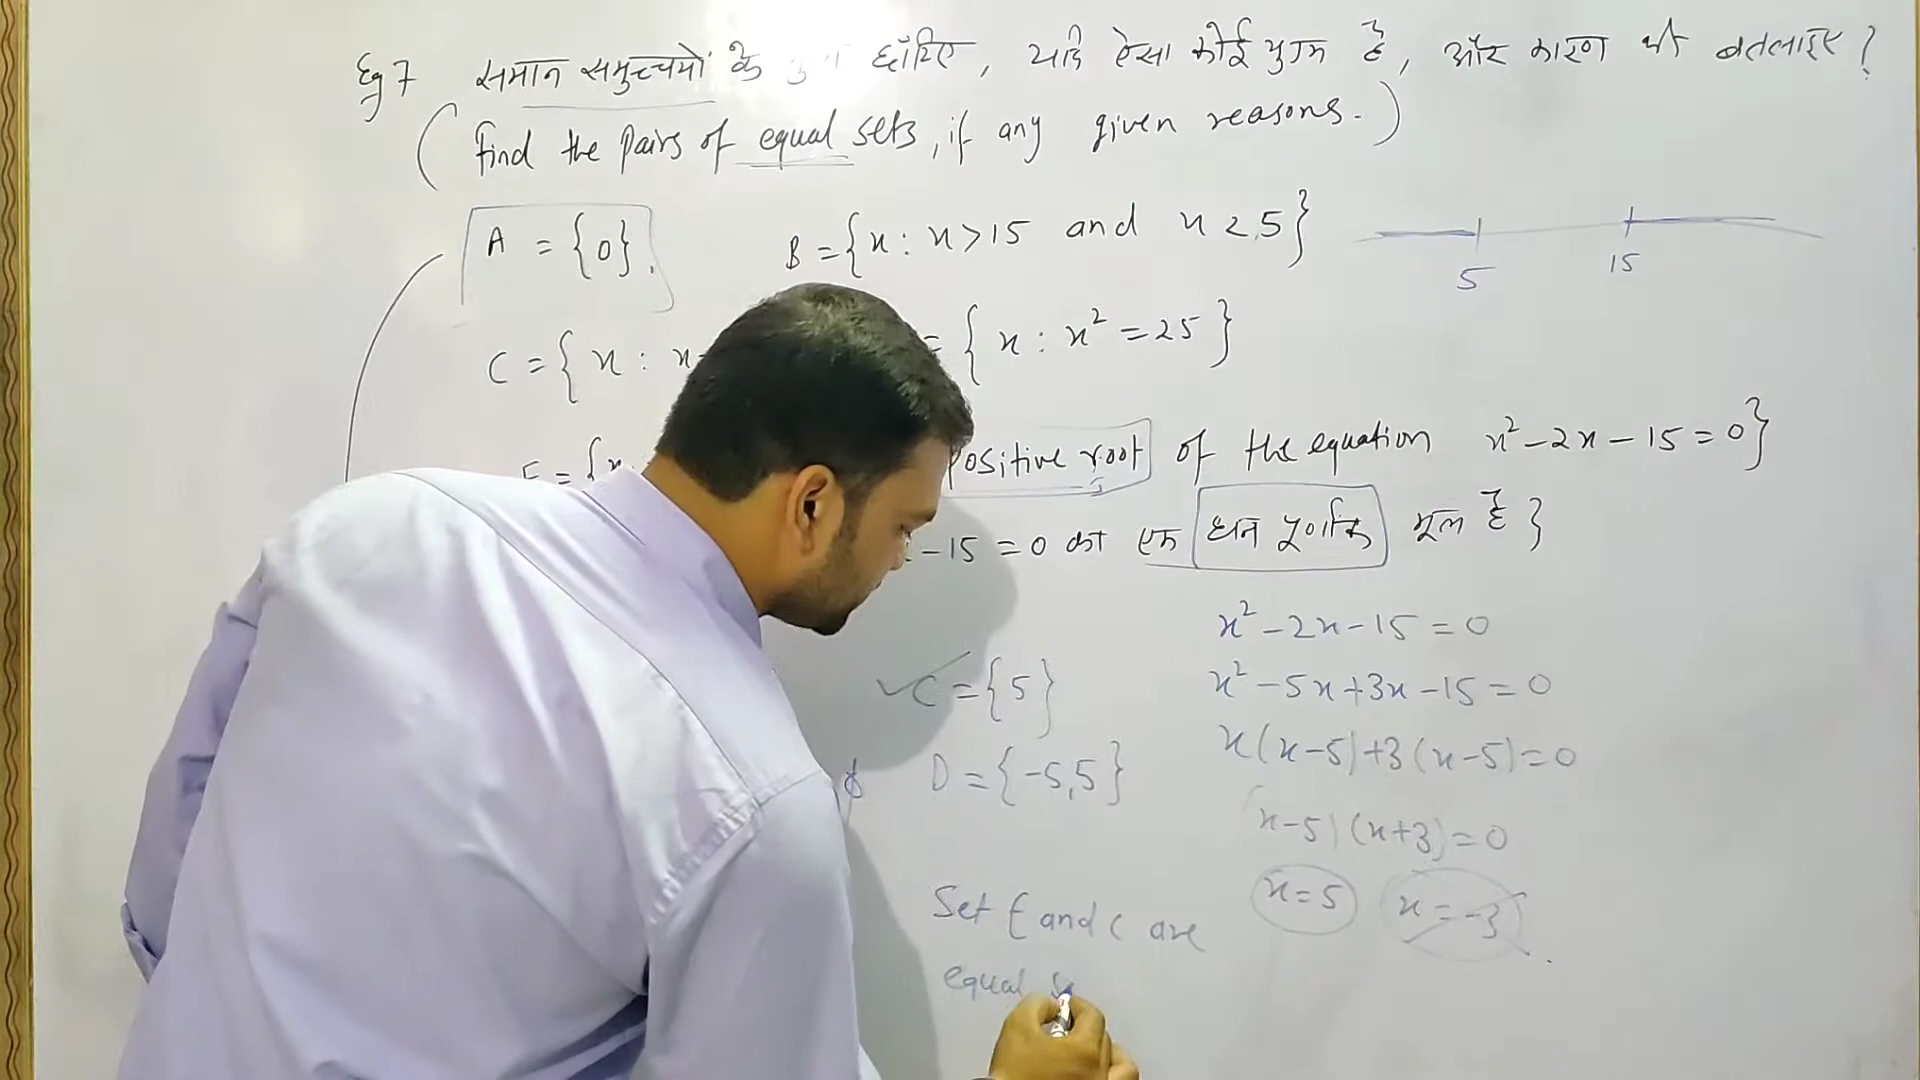 Eg 7 समान समुच्चयों के छाँटिए, यदि ऐसा कोई युग्म है, और कारण भी बतलाइए?
(find the pairs of equal sets, if any given reasons.)
A = {0}. B = {x : x > 15 and x < 5}
5 15
C = {x : x = {x : x² = 25}
E = {x positive root of the equation x² - 2x - 15 = 0}
- 15 = 0 का एक धन पूर्णांक मूल है }
x² - 2x - 15 = 0
C = {5} x² - 5x + 3x - 15 = 0
x(x-5)+3(x-5)=0
ϕ D = {-5,5}
x-5)(x+3)=0
Set E and C are x = 5 x = -3
equal